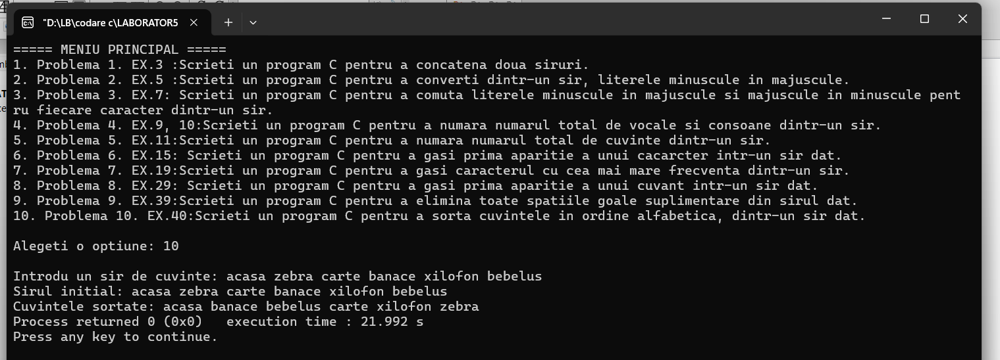 "D:\LB\codare c\LABORATOR5
===== MENIU PRINCIPAL =====
1. Problema 1. EX.3 :Scrieti un program C pentru a concatena doua siruri.
2. Problema 2. EX.5 :Scrieti un program C pentru a converti dintr-un sir, literele minuscule in majuscule.
3. Problema 3. EX.7: Scrieti un program C pentru a comuta literele minuscule in majuscule si majuscule in minuscule pent
ru fiecare caracter dintr-un sir.
4. Problema 4. EX.9, 10:Scrieti un program C pentru a numara numarul total de vocale si consoane dintr-un sir.
5. Problema 5. EX.11:Scrieti un program C pentru a numara numarul total de cuvinte dintr-un sir.
6. Problema 6. EX.15: Scrieti un program C pentru a gasi prima aparitie a unui cacarcter intr-un sir dat.
7. Problema 7. EX.19:Scrieti un program C pentru a gasi caracterul cu cea mai mare frecventa dintr-un sir.
8. Problema 8. EX.29: Scrieti un program C pentru a gasi prima aparitie a unui cuvant intr-un sir dat.
9. Problema 9. EX.39:Scrieti un program C pentru a elimina toate spatiile goale suplimentare din sirul dat.
10. Problema 10. EX.40:Scrieti un program C pentru a sorta cuvintele in ordine alfabetica, dintr-un sir dat.
Alegeti o optiune: 10
Introdu un sir de cuvinte: acasa zebra carte banace xilofon bebelus
Sirul initial: acasa zebra carte banace xilofon bebelus
Cuvintele sortate: acasa banace bebelus carte xilofon zebra
Process returned 0 (0x0)   execution time : 21.992 s
Press any key to continue.